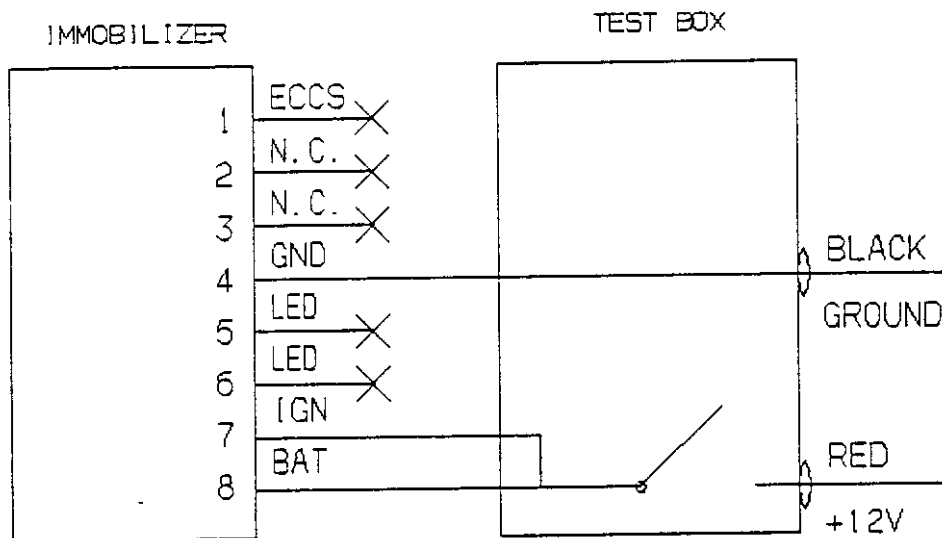 IMMOBILIZER
TEST BOX
1 ECCS
2 N.C.
3 N.C.
4 GND
5 LED
6 LED
7 IGN
8 BAT
BLACK
GROUND
RED
+12V